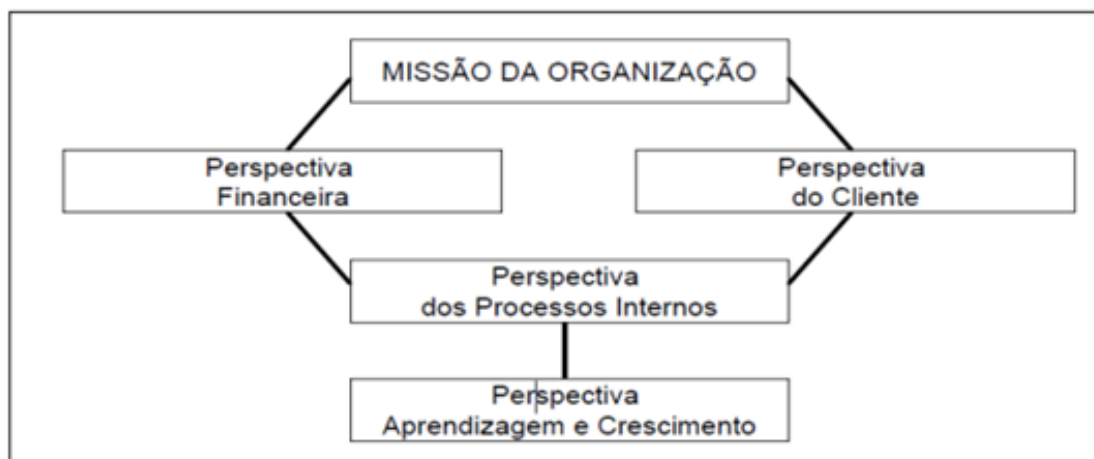 MISSÃO DA ORGANIZAÇÃO
Perspectiva
Financeira
Perspectiva
do Cliente
Perspectiva
dos Processos Internos
Perspectiva
Aprendizagem e Crescimento